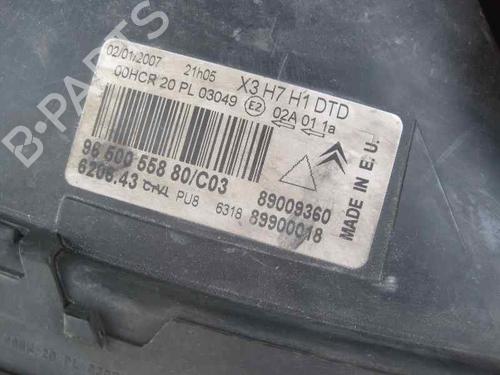 B-PARTS
02/01/2007 21h05 X3 H7 H1 DTD
00HCR 20 PL 03049 E2 02A 01 1a
96 500 558 80/C03 89009360
6206.43 PU8 6318 89900018
MADE IN E.U.